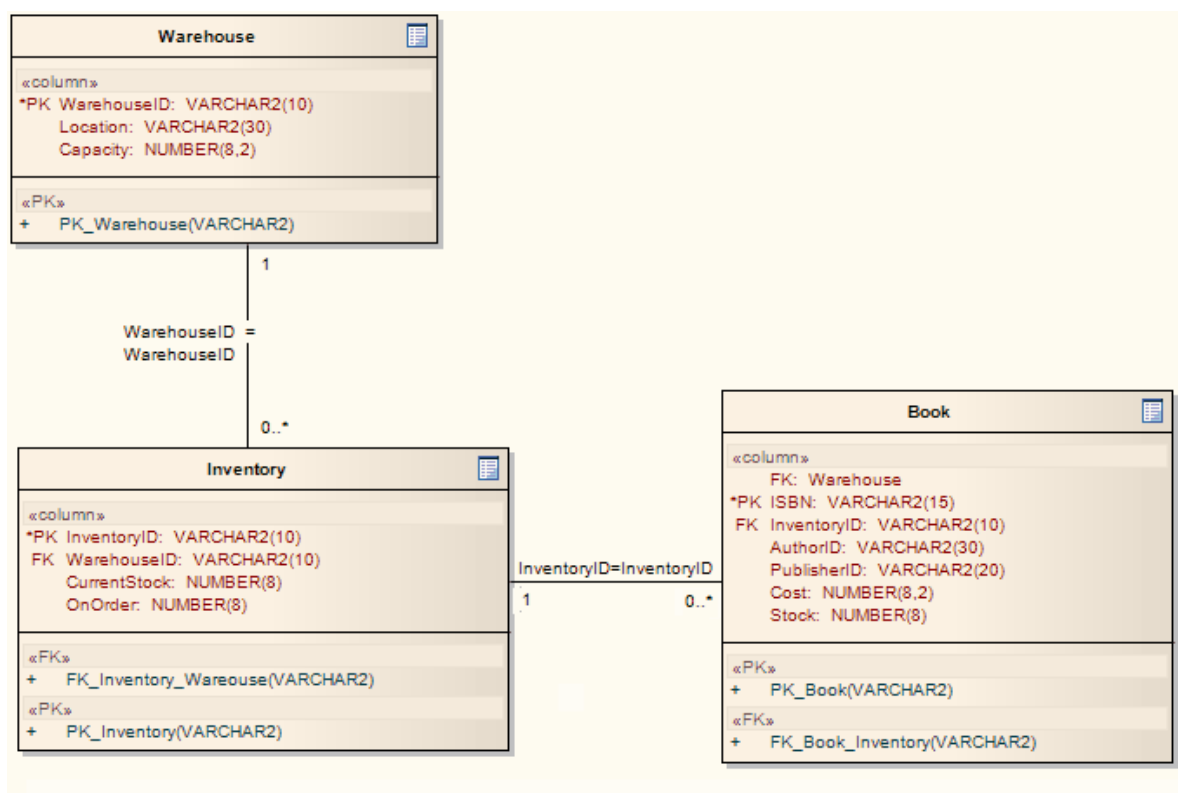 Warehouse
«column»
*PK WarehouseID: VARCHAR2(10)
Location: VARCHAR2(30)
Capacity: NUMBER(8,2)
«PK»
+ PK_Warehouse(VARCHAR2)
1
WarehouseID =
WarehouseID
0..*
Inventory
«column»
*PK InventoryID: VARCHAR2(10)
FK WarehouseID: VARCHAR2(10)
CurrentStock: NUMBER(8)
OnOrder: NUMBER(8)
«FK»
+ FK_Inventory_Wareouse(VARCHAR2)
«PK»
+ PK_Inventory(VARCHAR2)
InventoryID=InventoryID
1
0..*
Book
«column»
FK: Warehouse
*PK ISBN: VARCHAR2(15)
FK InventoryID: VARCHAR2(10)
AuthorID: VARCHAR2(30)
PublisherID: VARCHAR2(20)
Cost: NUMBER(8,2)
Stock: NUMBER(8)
«PK»
+ PK_Book(VARCHAR2)
«FK»
+ FK_Book_Inventory(VARCHAR2)